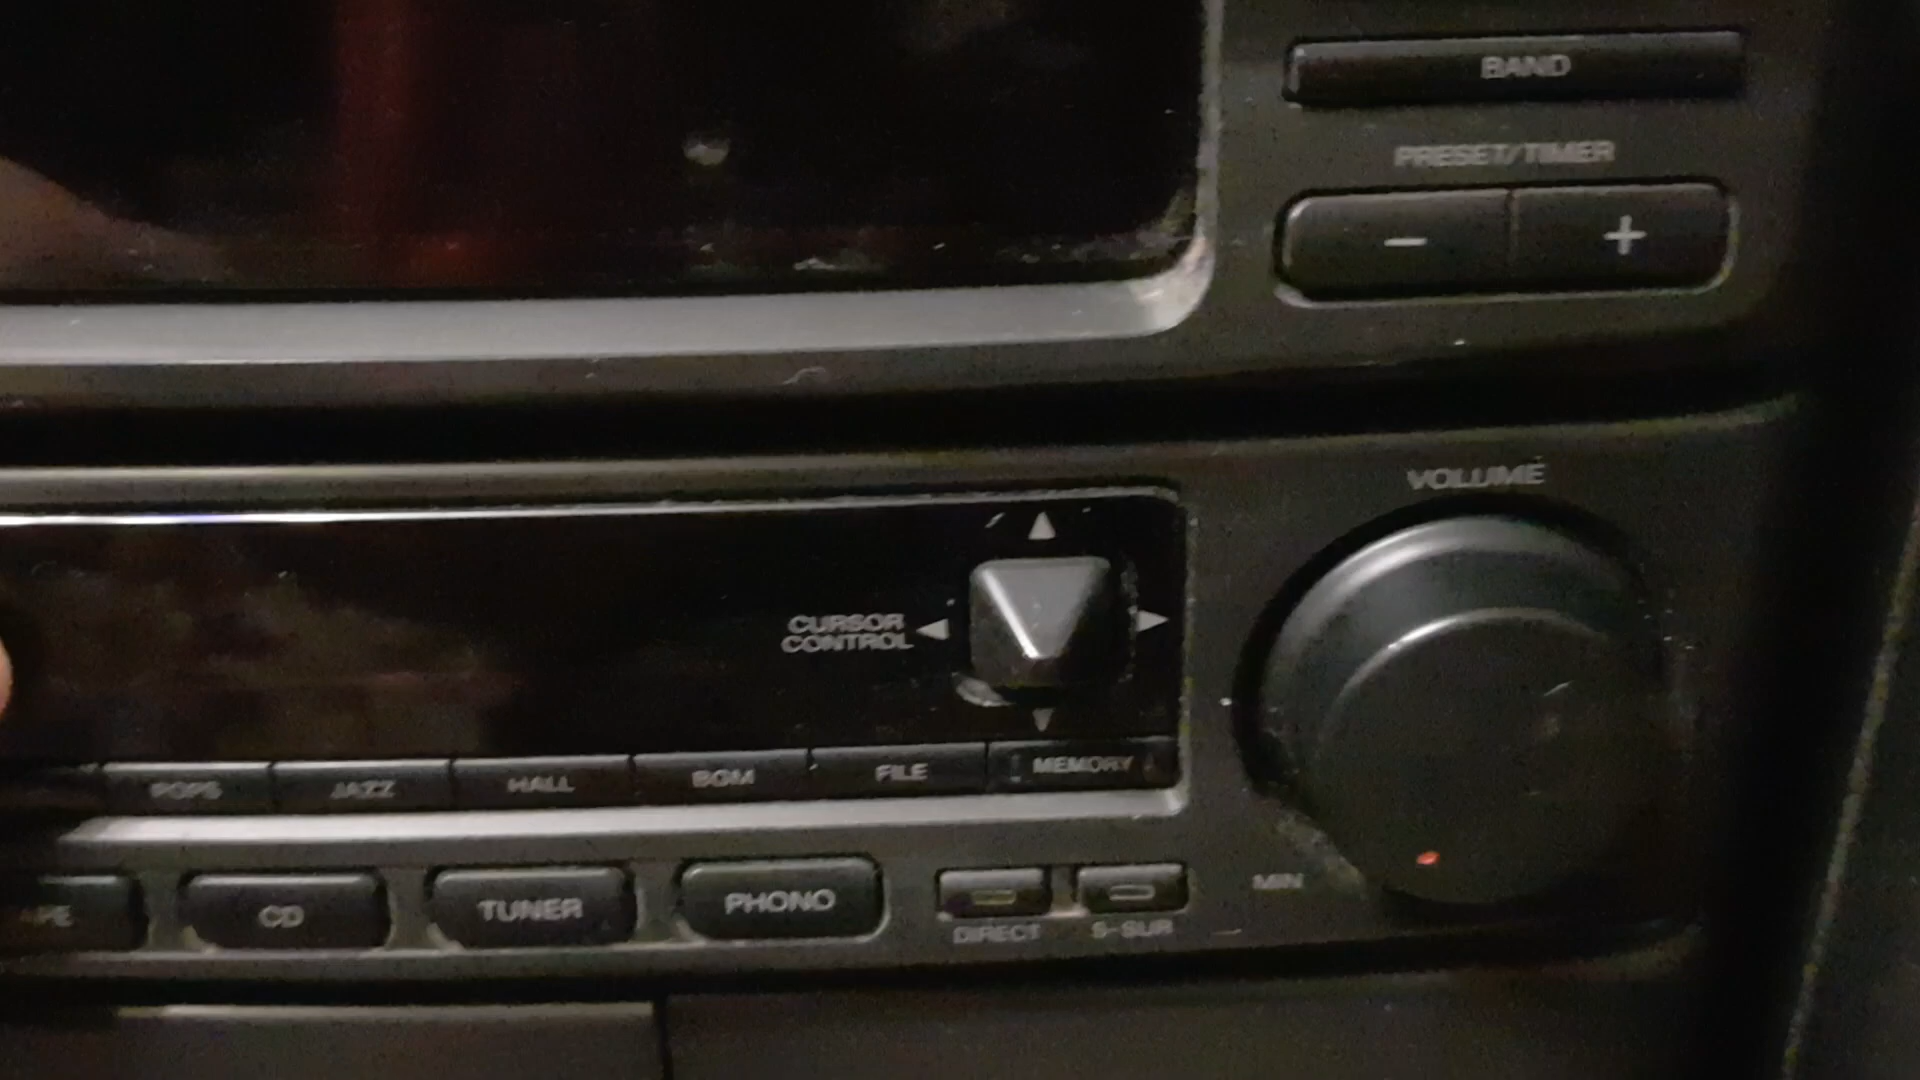 BAND
PRESET/TIMER
− +
VOLUME
CURSOR
CONTROL
POPS JAZZ HALL BGM FILE MEMORY
CD TUNER PHONO
DIRECT S-SUR
MIN